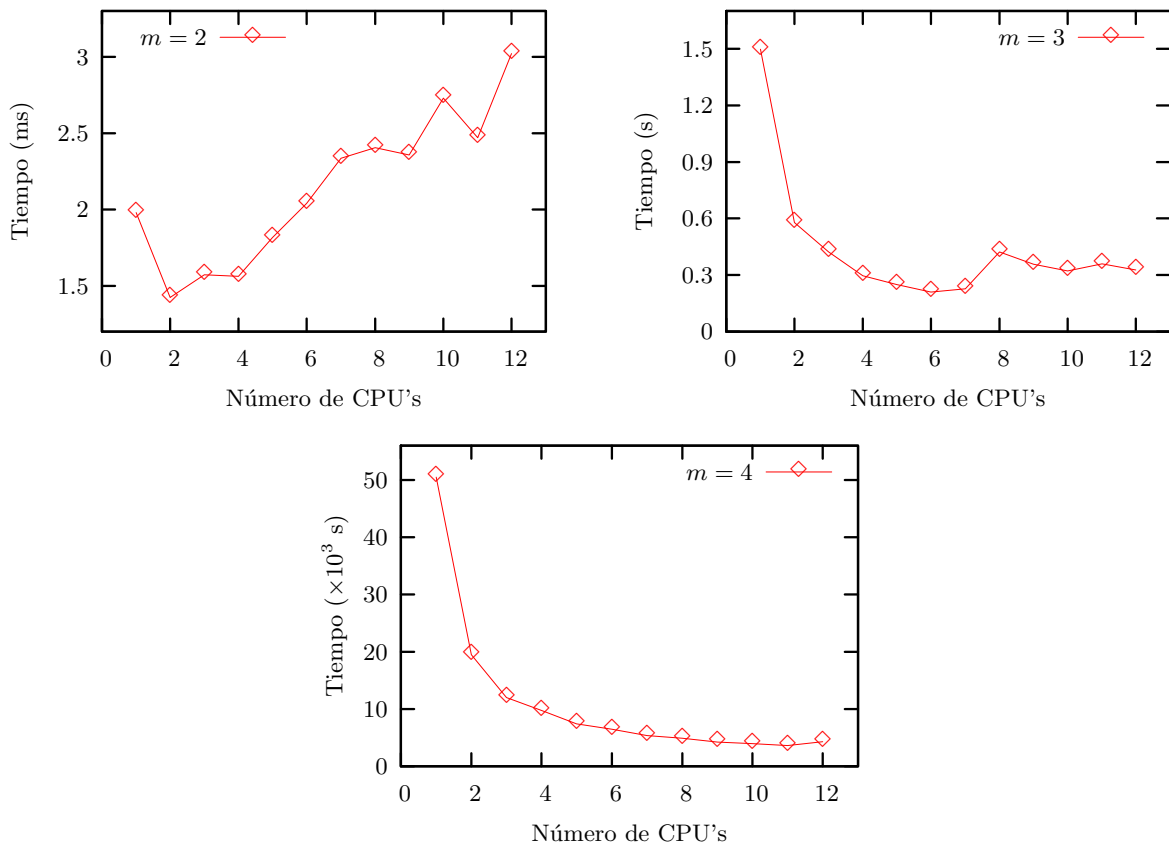 m = 2
3
2.5
2
1.5
Tiempo (ms)
0 2 4 6 8 10 12
Número de CPU's
m = 3
1.5
1.2
0.9
0.6
0.3
0
Tiempo (s)
0 2 4 6 8 10 12
Número de CPU's
m = 4
50
40
30
20
10
0
Tiempo (×10³ s)
0 2 4 6 8 10 12
Número de CPU's